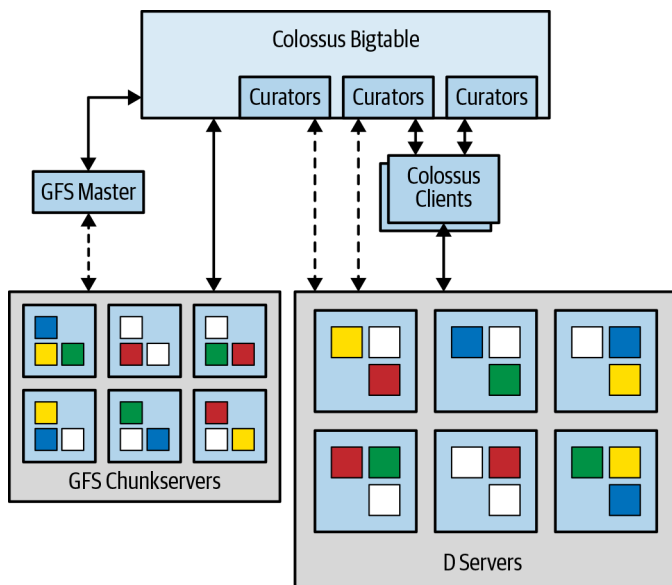 Colossus Bigtable
Curators
Curators
Curators
GFS Master
Colossus
Clients
GFS Chunkservers
D Servers